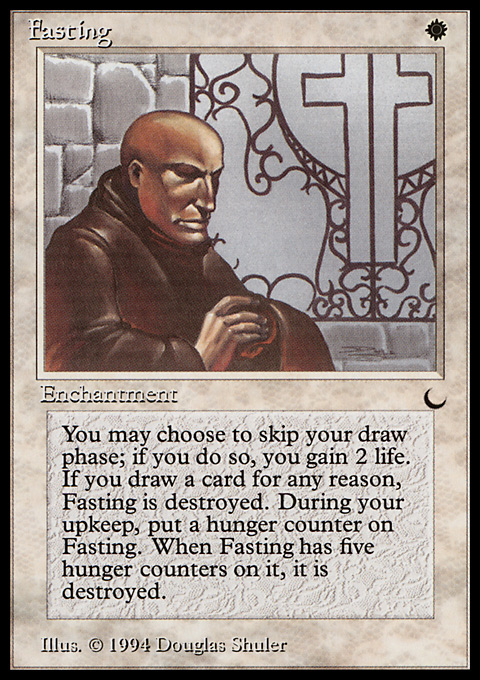 Fasting
Enchantment
You may choose to skip your draw
phase; if you do so, you gain 2 life.
If you draw a card for any reason,
Fasting is destroyed. During your
upkeep, put a hunger counter on
Fasting. When Fasting has five
hunger counters on it, it is
destroyed.
Illus. © 1994 Douglas Shuler